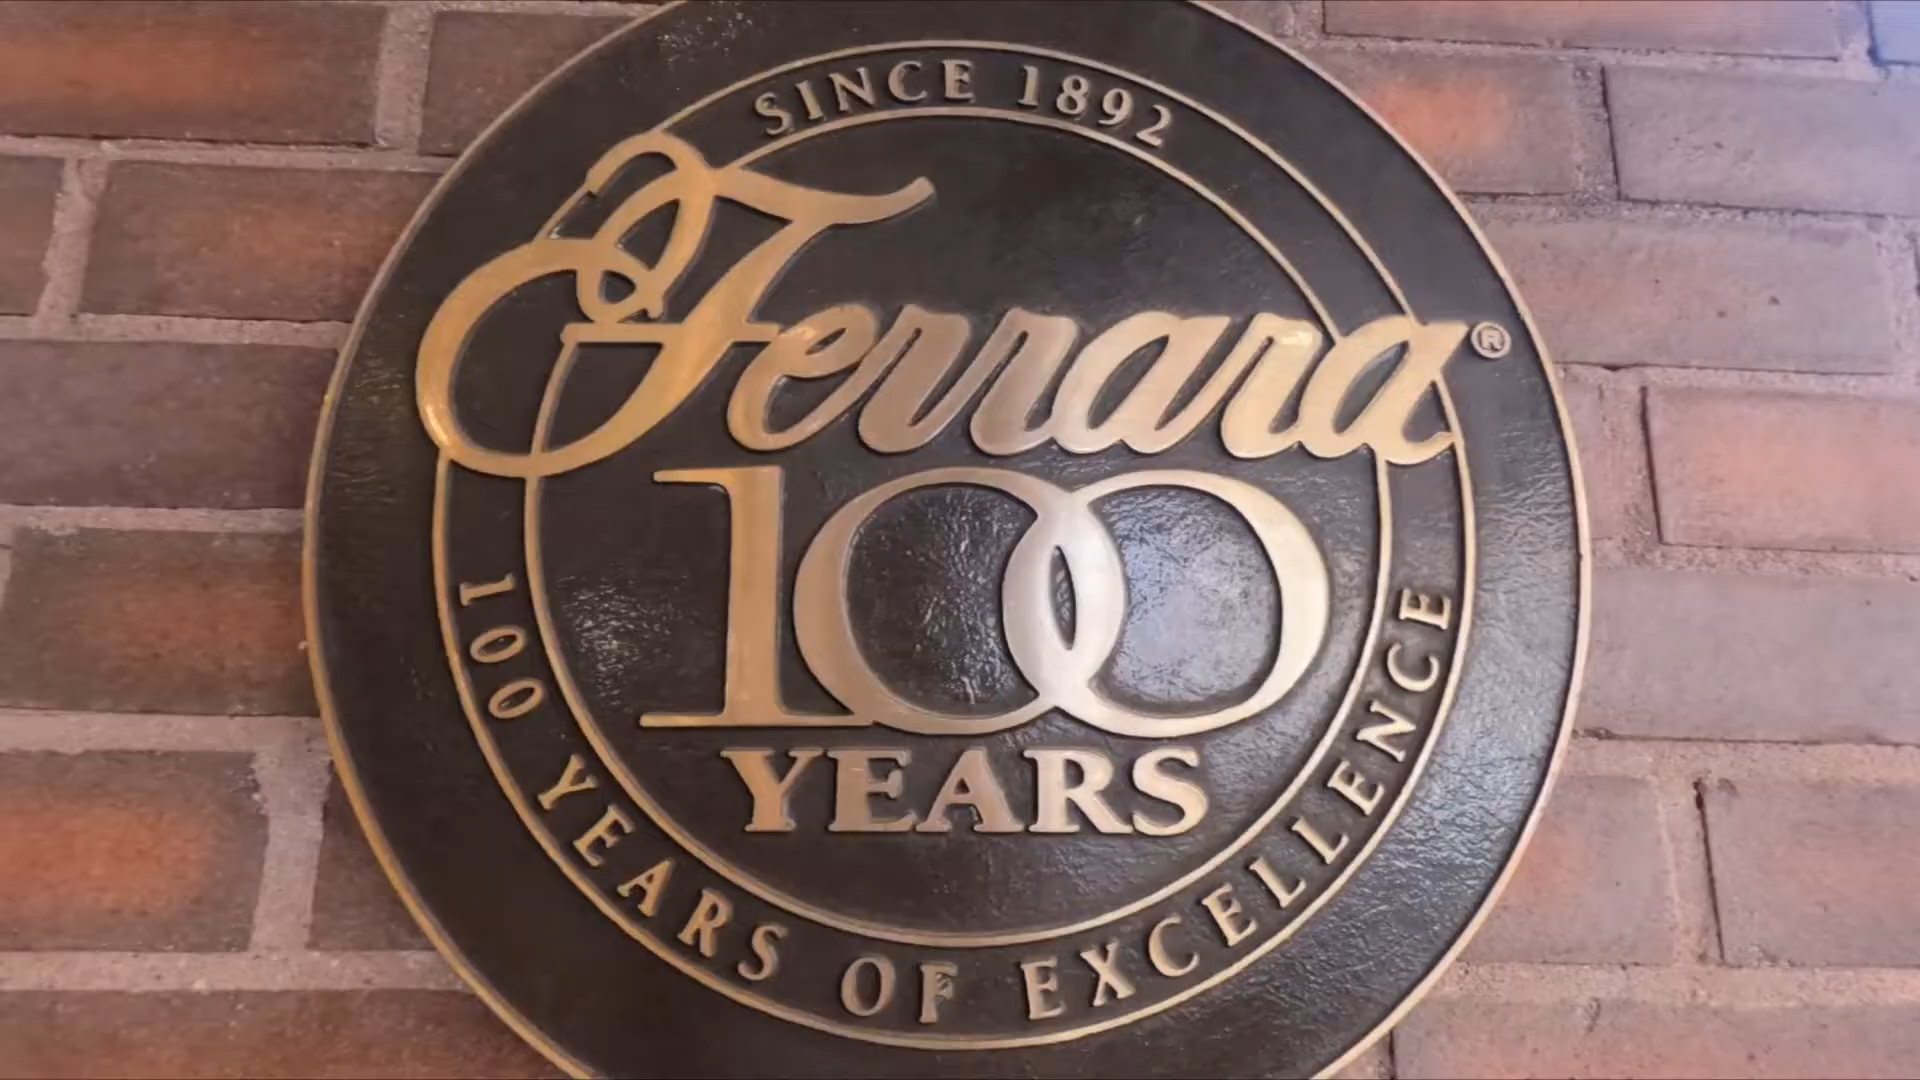 SINCE 1892
Ferrara®
100
YEARS
100 YEARS OF EXCELLENCE